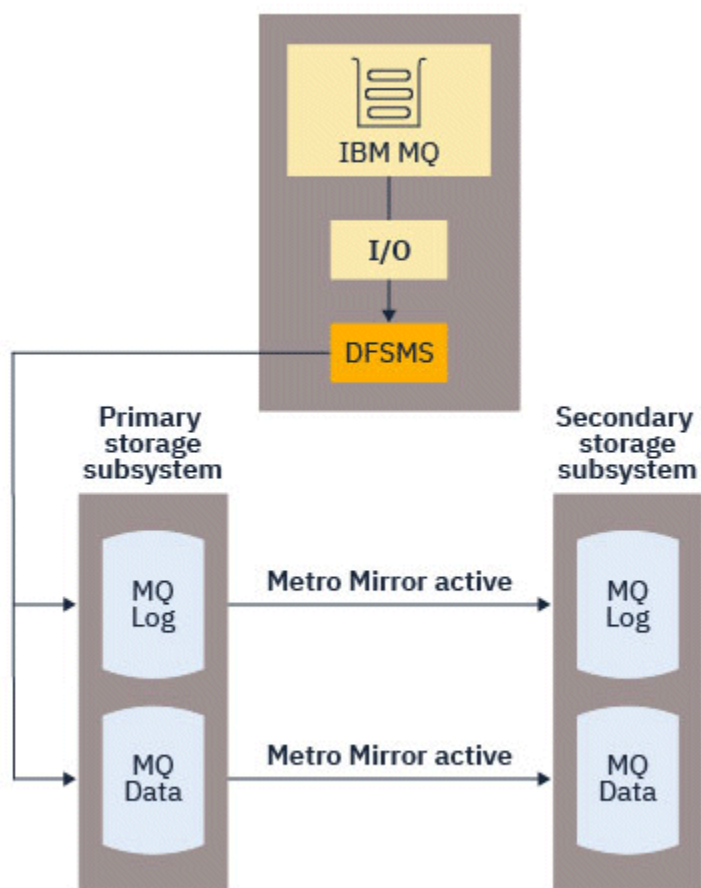 IBM MQ
I/O
DFSMS
Primary
storage
subsystem
Secondary
storage
subsystem
MQ
Log
Metro Mirror active
MQ
Log
MQ
Data
Metro Mirror active
MQ
Data